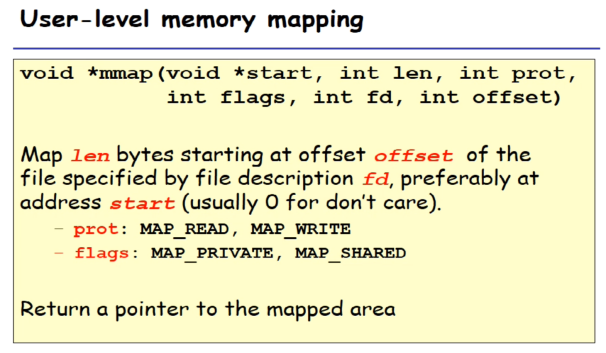 User-level memory mapping
void *mmap(void *start, int len, int prot,
int flags, int fd, int offset)
Map len bytes starting at offset offset of the
file specified by file description fd, preferably at
address start (usually 0 for don't care).
– prot: MAP_READ, MAP_WRITE
– flags: MAP_PRIVATE, MAP_SHARED
Return a pointer to the mapped area